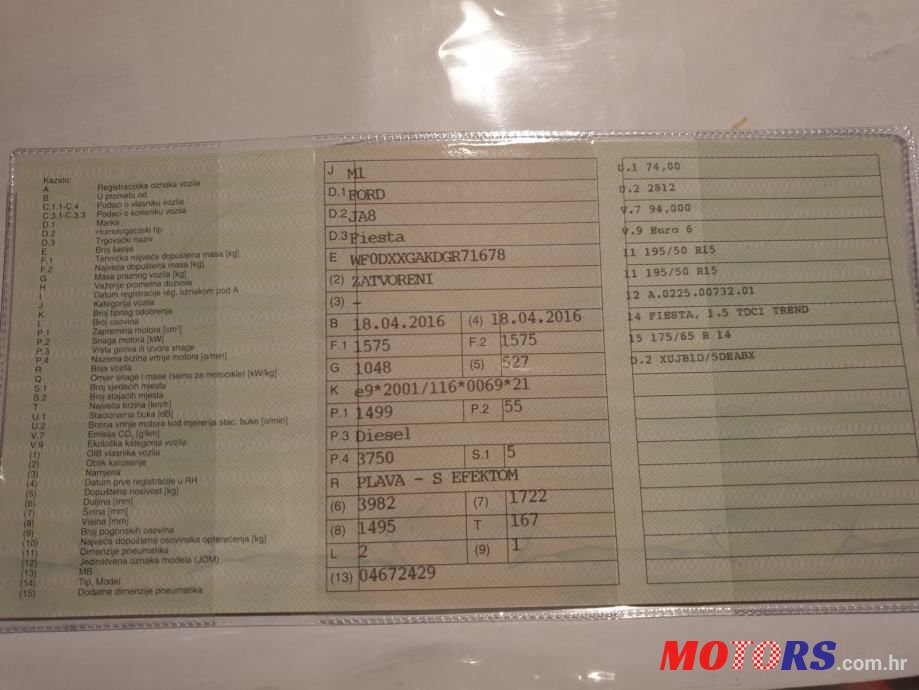 Kazalo:
A Registracijska oznaka vozila
B U prometu od
C.1.1-C.4 Podaci o vlasniku vozila
C.3.1-C.3.3 Podaci o korisniku vozila
D.1 Marka
D.2 Homologacijski tip
D.3 Trgovački naziv
E Broj šasije
F.1 Tehnička najveća dopuštena masa [kg]
F.2 Najveća dopuštena masa [kg]
G Masa praznog vozila [kg]
H Važenje prometne dozvole
I Datum registracije reg. oznakom pod A
J Kategorija vozila
K Broj tipnog odobrenje
L Broj osovina
P.1 Zapremina motora [cm³]
P.2 Snaga motora [kW]
P.3 Vrsta goriva ili izvora snage
P.4 Nazivna brzina vrtnje motora [o/min]
R Boja vozila
Q Omjer snage i mase (samo za motocikle) [kW/kg]
S.1 Broj sjedećih mjesta
S.2 Broj stajaćih mjesta
T Najveća brzina [km/h]
U.1 Stacionarna buka [dB]
U.2 Brzina vrtnje motora kod mjerenja stac. buke [o/min]
V.7 Emisija CO₂ [g/km]
V.9 Ekološka kategorija vozila
(1) OIB vlasnika vozila
(2) Oblik karoserije
(3) Namjena
(4) Datum prve registracije u RH
(5) Dopuštena nosivost [kg]
(6) Duljina [mm]
(7) Širina [mm]
(8) Visina [mm]
(9) Broj pogonskih osovina
(10) Najveća dopuštena osovinska opterećenja [kg]
(11) Dimenzije pneumatika
(12) Jedinstvena oznaka modela (JOM)
(13) MB
(14) Tip, Model
(15) Dodatne dimenzije pneumatika
J M1
D.1 FORD
D.2 JA8
D.3 Fiesta
E WF0DXXGAKDGR71678
(2) ZATVORENI
(3) -
B 18.04.2016 (4) 18.04.2016
F.1 1575 F.2 1575
G 1048 (5) 527
K e9*2001/116*0069*21
P.1 1499 P.2 55
P.3 Diesel
P.4 3750 S.1 5
R PLAVA - S EFEKTOM
(6) 3982 (7) 1722
(8) 1495 T 167
L 2 (9) 1
(13) 04672429
U.1 74,00
U.2 2812
V.7 94,000
V.9 Euro 6
11 195/50 R15
11 195/50 R15
12 A.0225.00732.01
14 FIESTA, 1.5 TDCI TREND
15 175/65 R 14
D.2 XUJB1D/5DEABX
MOTORS.com.hr